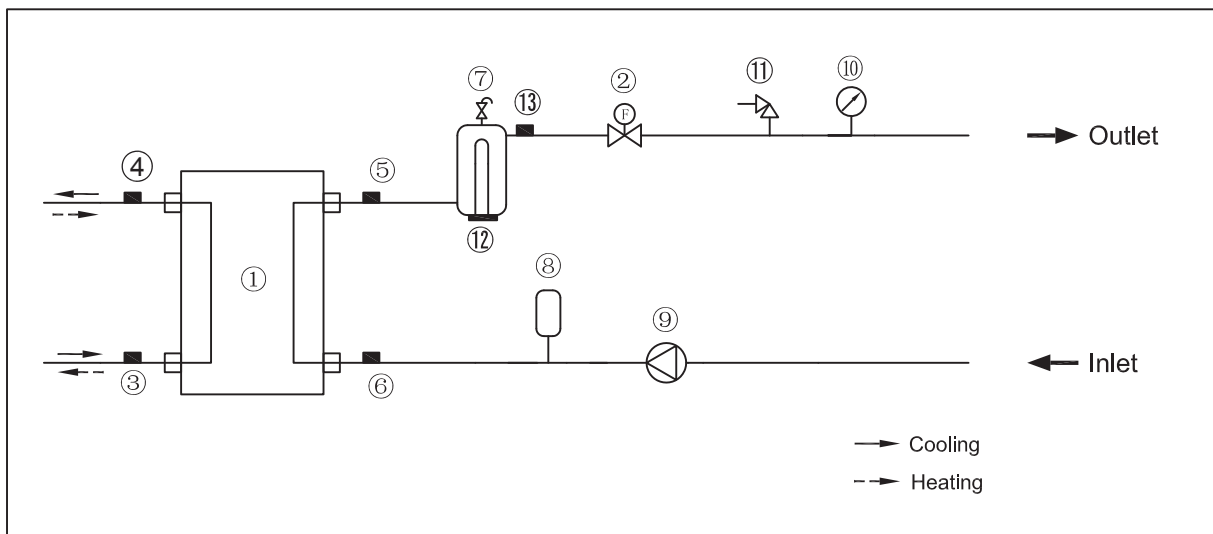 ⑦
⑬
②
F
⑪
⑩
Outlet
④
⑤
⑫
①
⑧
⑨
③
⑥
Inlet
Cooling
Heating